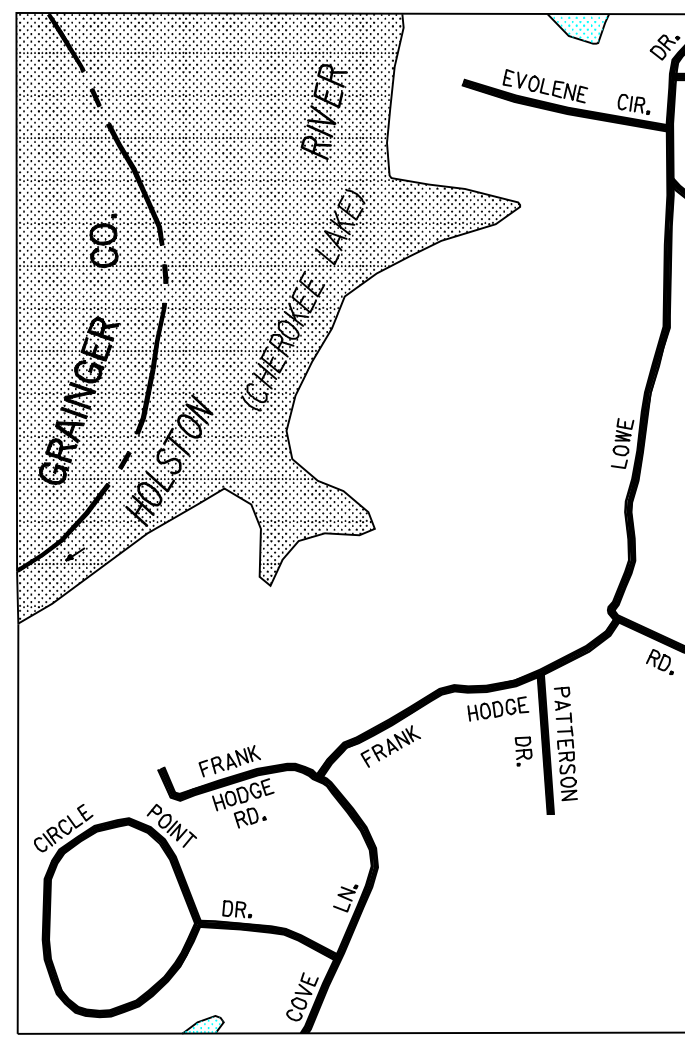 DR.
EVOLENE CIR.
RIVER
(CHEROKEE LAKE)
GRAINGER CO.
HOLSTON
LOWE
RD.
PATTERSON
DR.
HODGE
FRANK
FRANK
HODGE
RD.
CIRCLE POINT
DR.
LN.
COVE